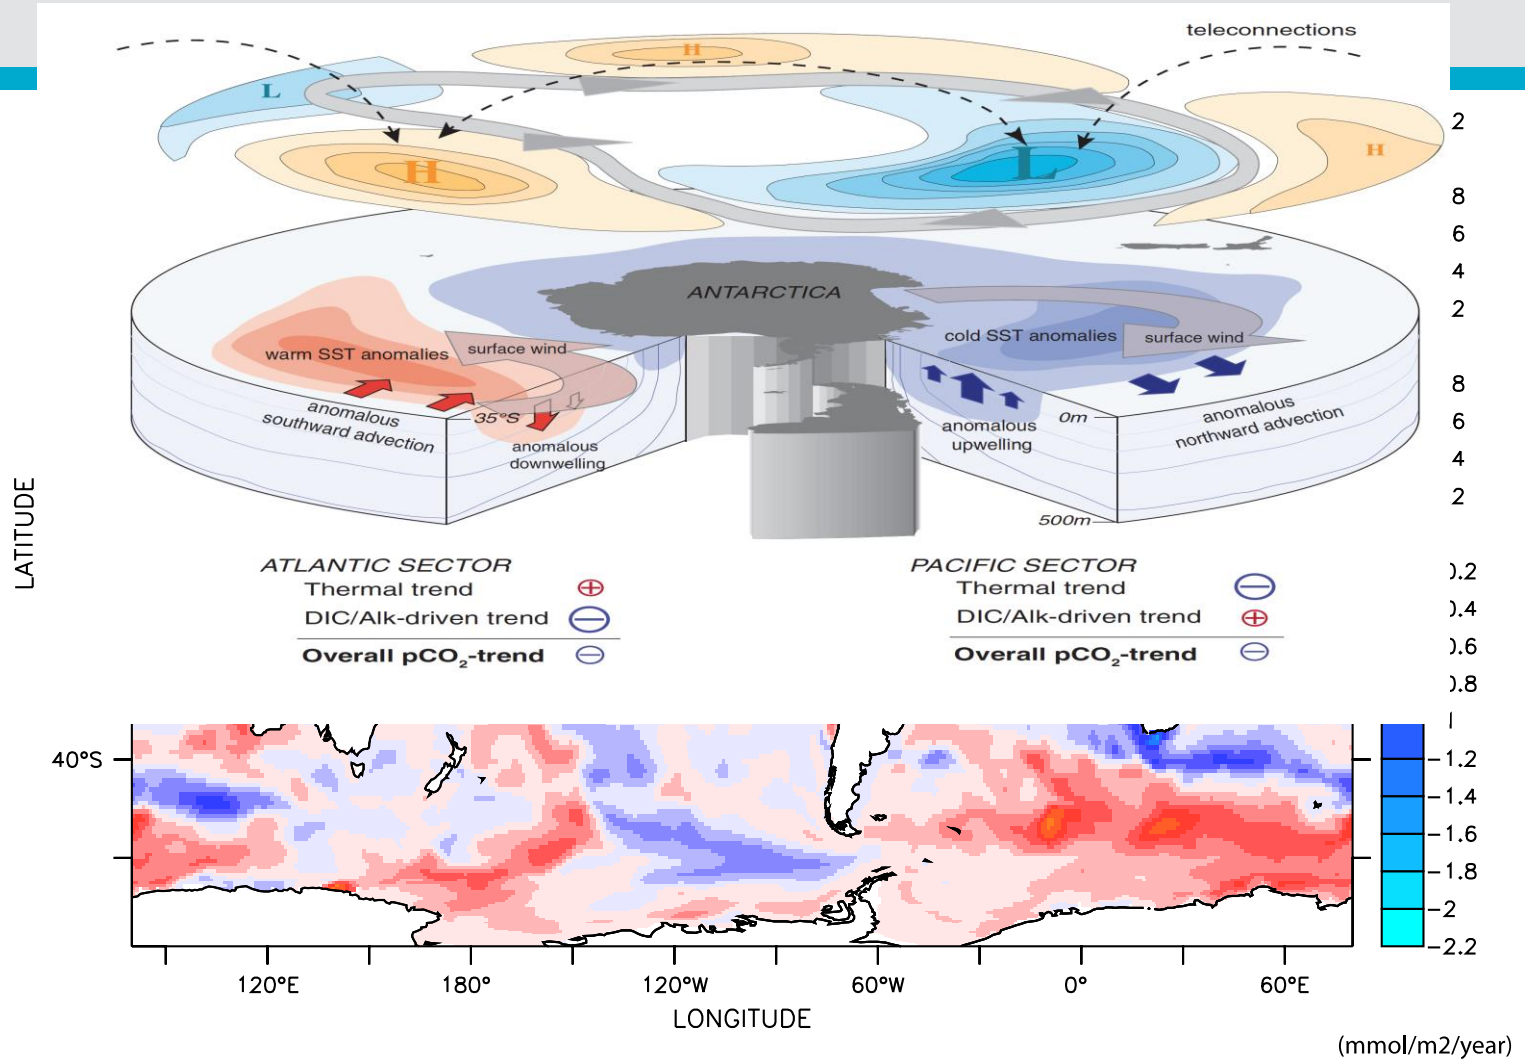 teleconnections
H
L
H
L
H
2
8
6
4
2
8
6
4
2
ANTARCTICA
warm SST anomalies
surface wind
cold SST anomalies
surface wind
anomalous
southward advection
35°S
anomalous
downwelling
0m
anomalous
upwelling
anomalous
northward advection
500m
LATITUDE
ATLANTIC SECTOR
Thermal trend
DIC/Alk-driven trend
Overall pCO₂-trend
PACIFIC SECTOR
Thermal trend
DIC/Alk-driven trend
Overall pCO₂-trend
.2
.4
.6
.8
40°S
−1.2
−1.4
−1.6
−1.8
−2
−2.2
120°E
180°
120°W
60°W
0°
60°E
LONGITUDE
(mmol/m2/year)